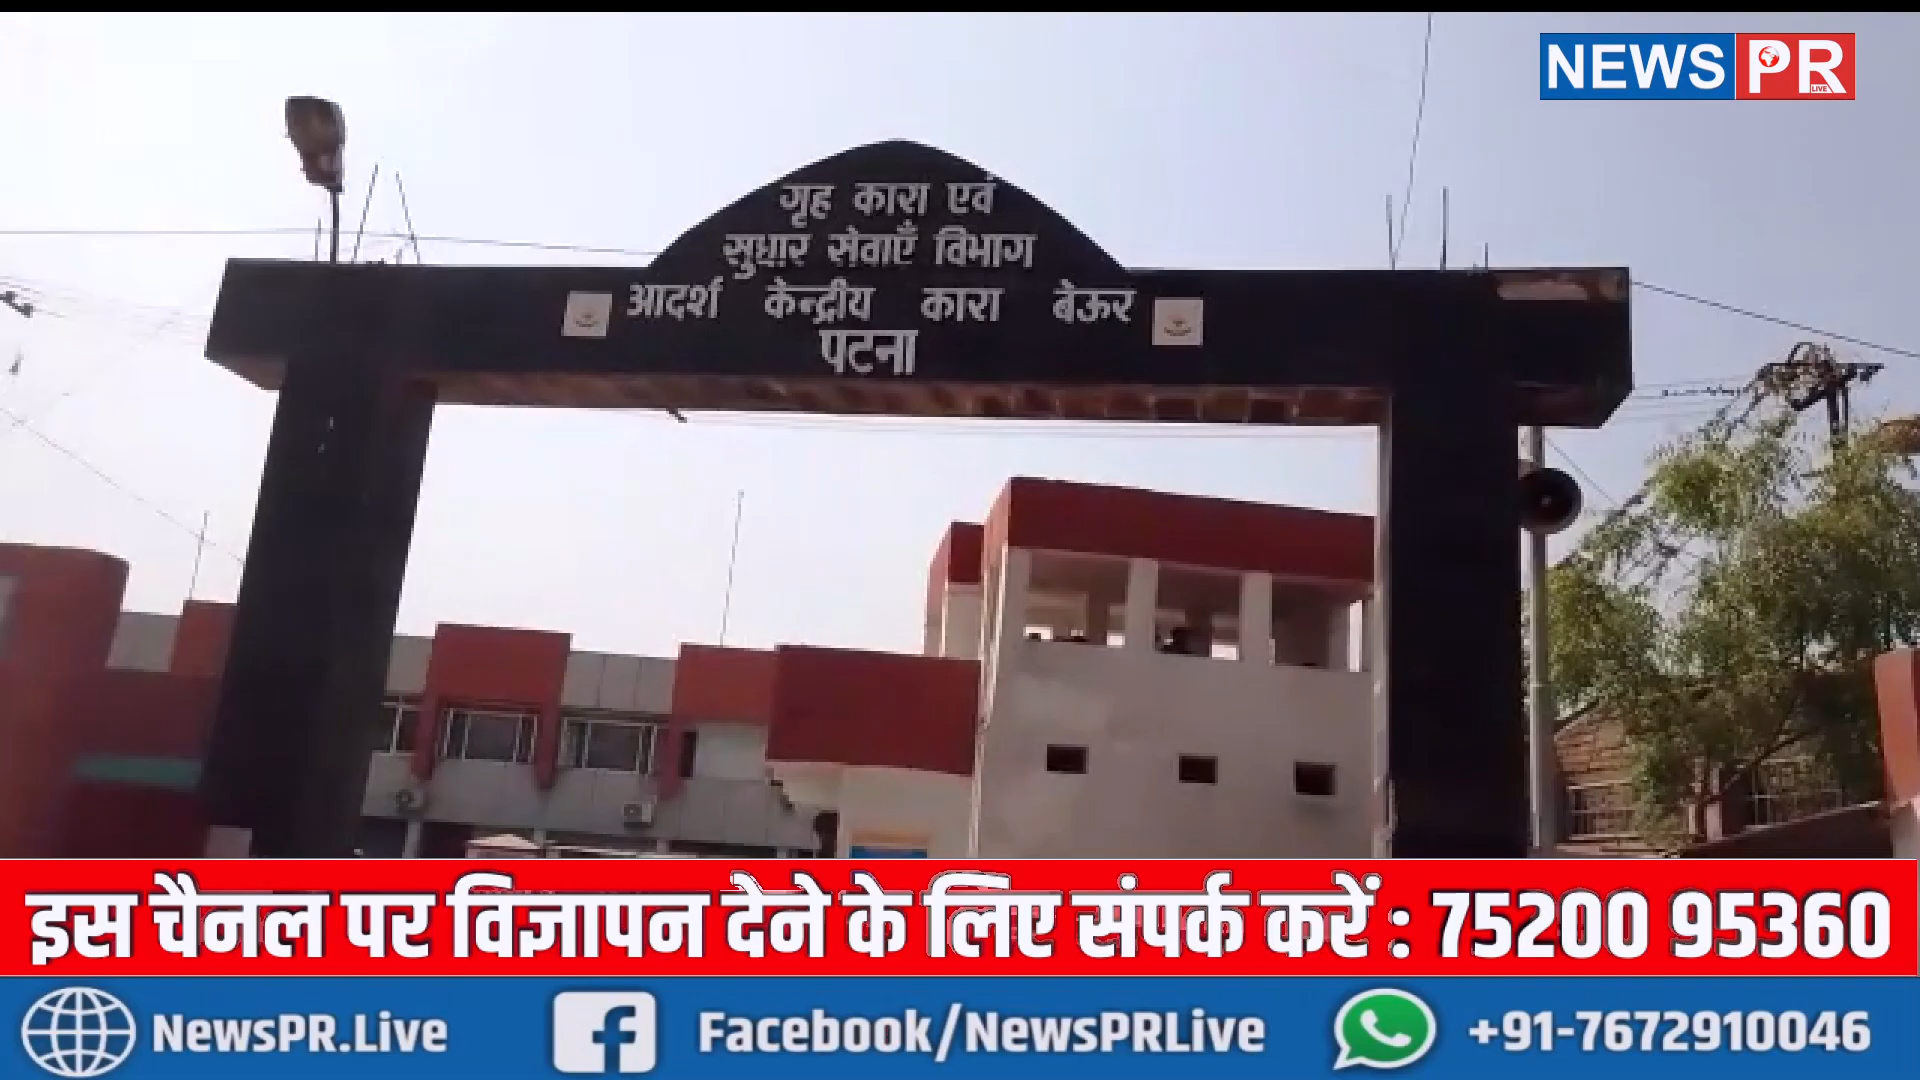 NEWS PR
LIVE
गृह कारा एवं
सुधार सेवाएँ विभाग
आदर्श केन्द्रीय कारा बेऊर
पटना
इस चैनल पर विज्ञापन देने के लिए संपर्क करें : 75200 95360
NewsPR.Live Facebook/NewsPRLive +91-7672910046